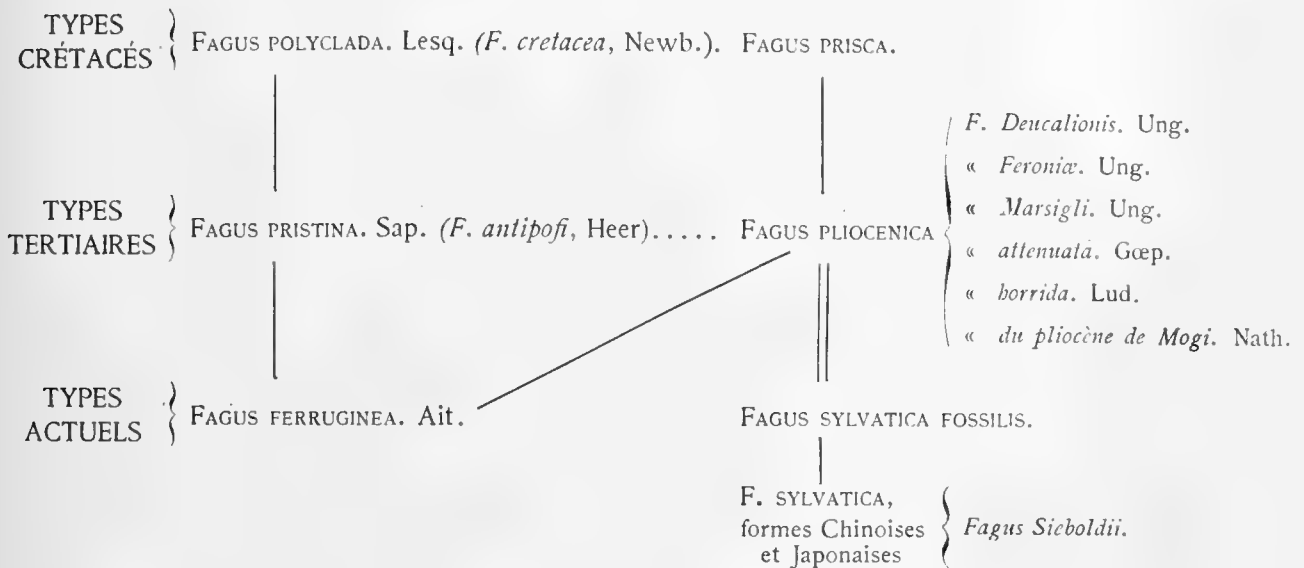 TYPES
CRÉTACÉS
FAGUS POLYCLADA. Lesq. (F. cretacea, Newb.). FAGUS PRISCA.
F. Deucalionis. Ung.
« Feroniæ. Ung.
« Marsigli. Ung.
TYPES
TERTIAIRES
FAGUS PRISTINA. Sap. (F. antipofi, Heer)..... FAGUS PLIOCENICA
« attenuata. Gœp.
« horrida. Lud.
« du pliocène de Mogi. Nath.
TYPES
ACTUELS
FAGUS FERRUGINEA. Ait.
FAGUS SYLVATICA FOSSILIS.
F. SYLVATICA,
formes Chinoises
et Japonaises
Fagus Sieboldii.